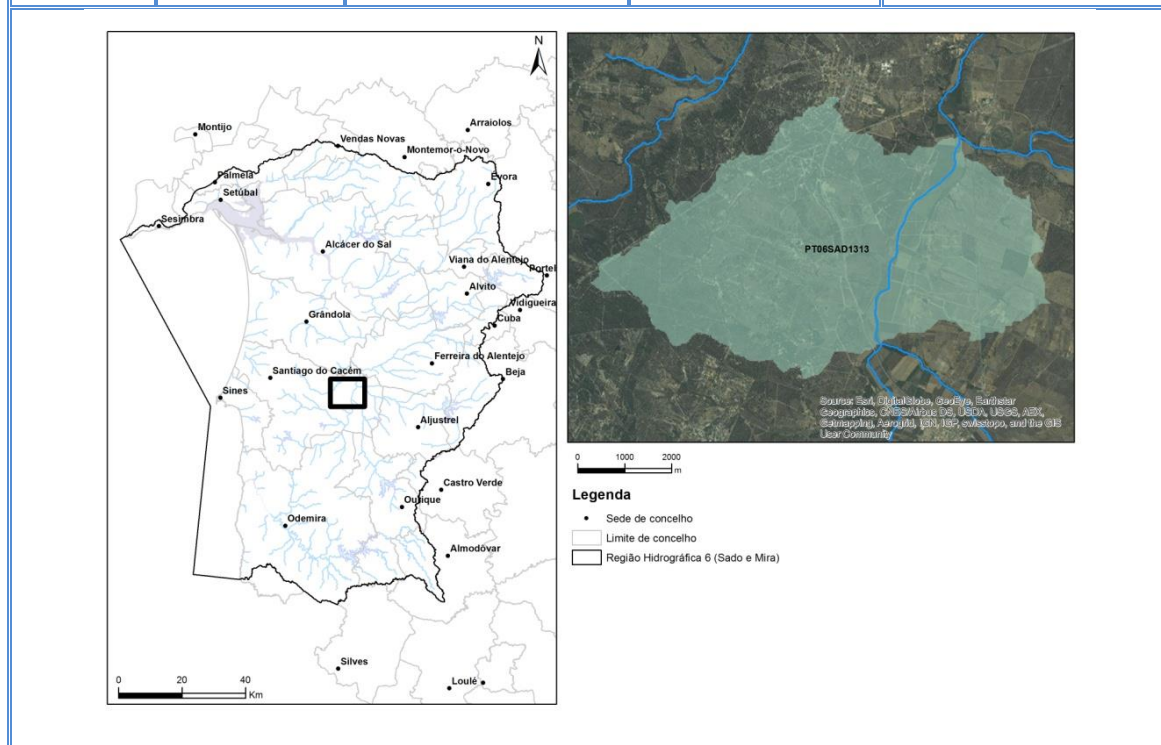 N
Montijo
Arraiolos
Vendas Novas
Montemor-o-Novo
Palmela
Évora
Setúbal
Sesimbra
Alcácer do Sal
Viana do Alentejo
Portel
Alvito
Vidigueira
Grândola
Cuba
Ferreira do Alentejo
Santiago do Cacém
Beja
Sines
Aljustrel
Castro Verde
Ourique
Odemira
Almodôvar
Silves
Loulé
0 20 40
Km
PT06SAD1313
Source: Esri, DigitalGlobe, GeoEye, Earthstar
Geographics, CNES/Airbus DS, USDA, USGS, AEX,
Getmapping, Aerogrid, IGN, IGP, swisstopo, and the GIS
User Community
0 1000 2000
m
Legenda
Sede de concelho
Limite de concelho
Região Hidrográfica 6 (Sado e Mira)